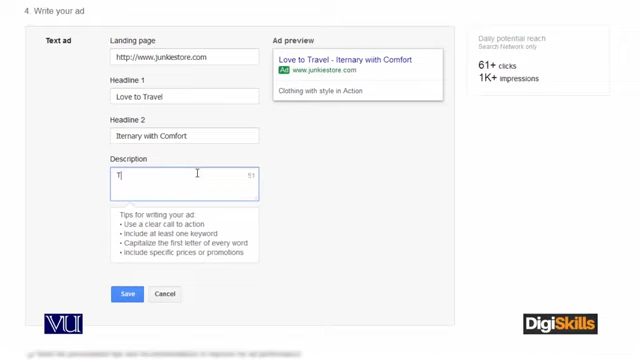 4. Write your ad
Text ad
Landing page
http://www.junkiestore.com
Headline 1
Love to Travel
Headline 2
Iternary with Comfort
Description
T
51
Tips for writing your ad
• Use a clear call to action
• Include at least one keyword
• Capitalize the first letter of every word
• Include specific prices or promotions
Save
Cancel
Ad preview
Love to Travel - Iternary with Comfort
Ad www.junkiestore.com
Clothing with style in Action
Daily potential reach
Search Network only
61+ clicks
1K+ impressions
VU
DigiSkills